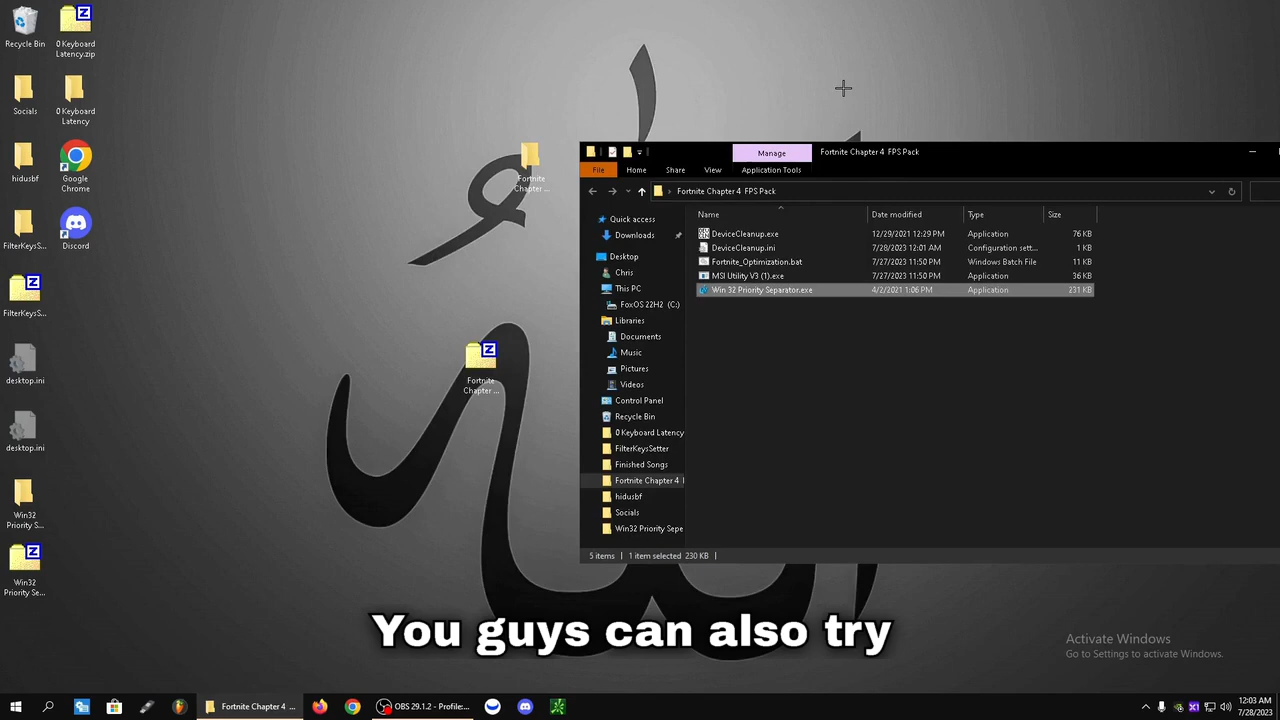 Recycle Bin
0 Keyboard
Latency.zip
Socials
0 Keyboard
Latency
hidusbf
Google
Chrome
FilterKeysS...
Discord
FilterKeysS...
desktop.ini
desktop.ini
Win32
Priority S...
Win32
Priority Se...
Fortnite
Chapter ...
Fortnite
Chapter ...
Manage
Fortnite Chapter 4 FPS Pack
File Home Share View Application Tools
Fortnite Chapter 4 FPS Pack
Name Date modified Type Size
DeviceCleanup.exe 12/29/2021 12:29 PM Application 76 KB
DeviceCleanup.ini 7/28/2023 12:01 AM Configuration sett... 1 KB
Fortnite_Optimization.bat 7/27/2023 11:50 PM Windows Batch File 11 KB
MSI Utility V3 (1).exe 7/27/2023 11:50 PM Application 36 KB
Win 32 Priority Separator.exe 4/2/2021 1:06 PM Application 231 KB
Quick access
Downloads
Desktop
Chris
This PC
FoxOS 22H2 (C:)
Libraries
Documents
Music
Pictures
Videos
Control Panel
Recycle Bin
0 Keyboard Latency
FilterKeysSetter
Finished Songs
Fortnite Chapter 4
hidusbf
Socials
Win32 Priority Sepe
5 items 1 item selected 230 KB
You guys can also try
Activate Windows
Go to Settings to activate Windows.
Fortnite Chapter 4 ...
OBS 29.1.2 - Profile:...
12:03 AM
7/28/2023